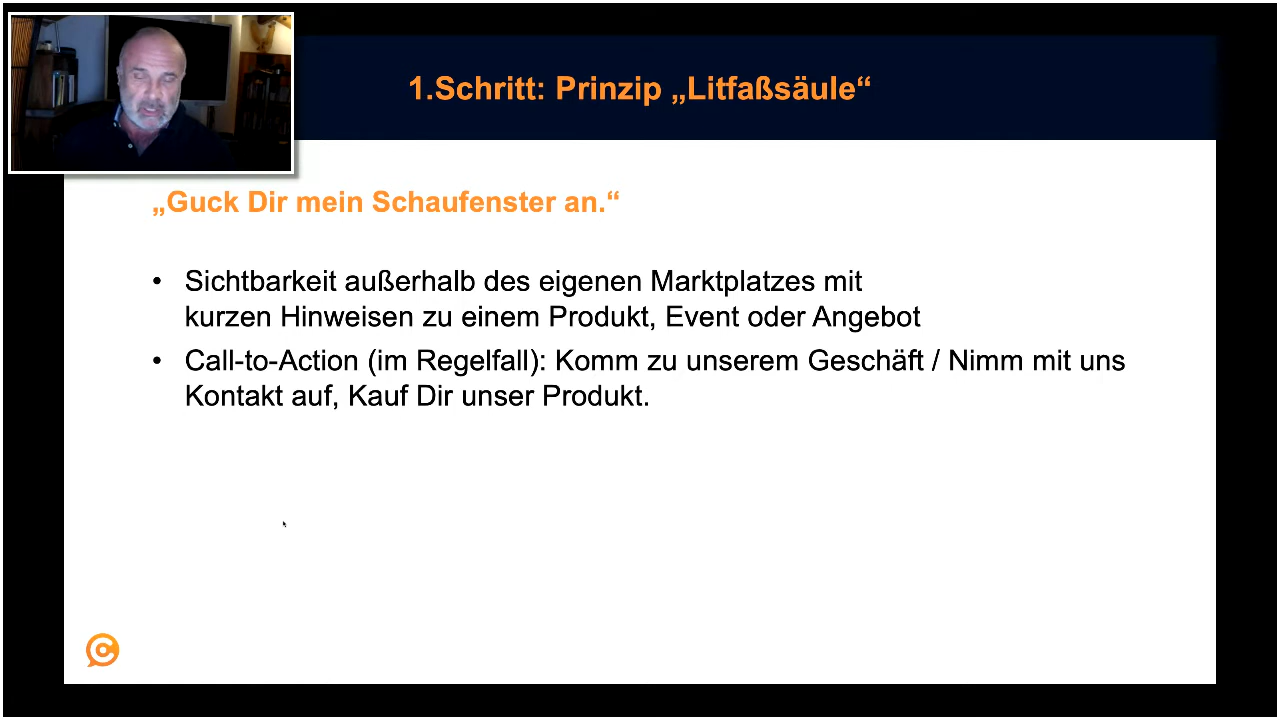 1.Schritt: Prinzip „Litfaßsäule“
„Guck Dir mein Schaufenster an.“
• Sichtbarkeit außerhalb des eigenen Marktplatzes mit
kurzen Hinweisen zu einem Produkt, Event oder Angebot
• Call-to-Action (im Regelfall): Komm zu unserem Geschäft / Nimm mit uns
Kontakt auf, Kauf Dir unser Produkt.